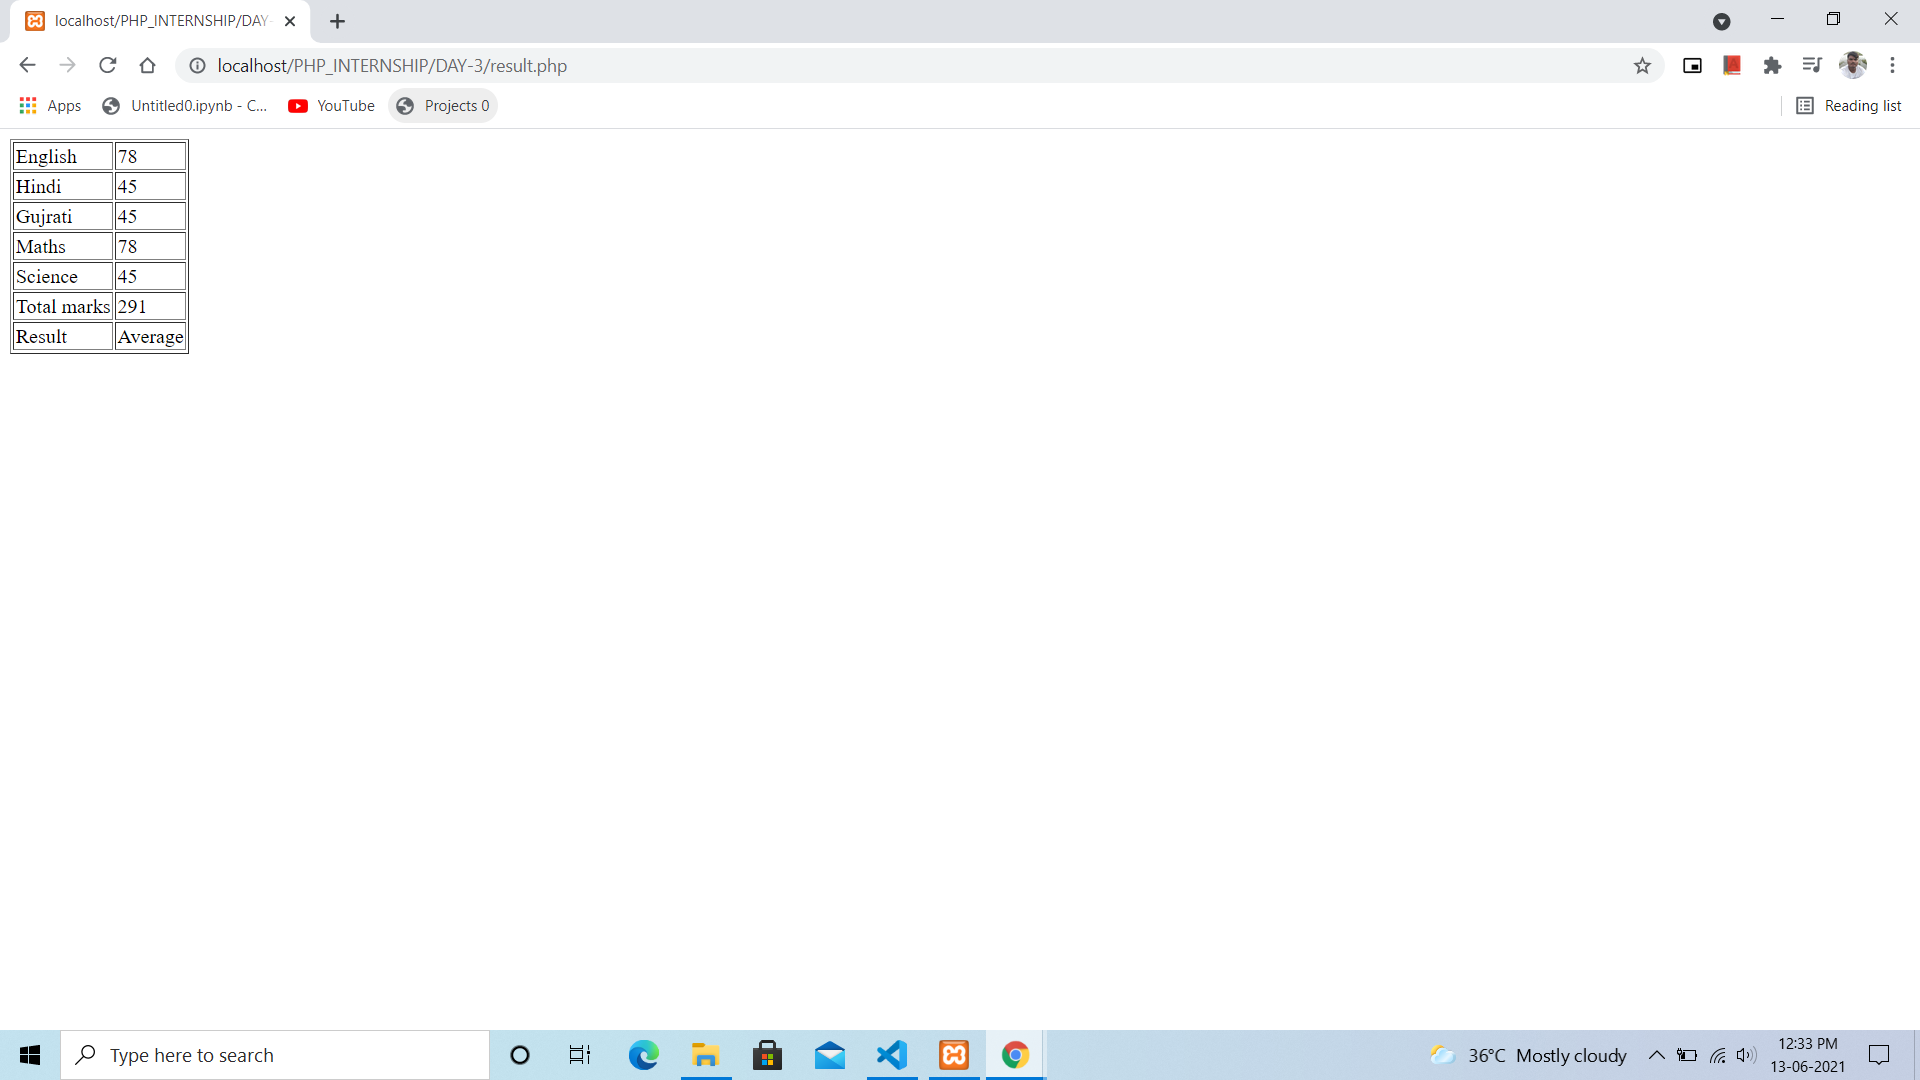 localhost/PHP_INTERNSHIP/DAY-
localhost/PHP_INTERNSHIP/DAY-3/result.php
Apps Untitled0.ipynb - C... YouTube Projects 0 Reading list
English 78
Hindi 45
Gujrati 45
Maths 78
Science 45
Total marks 291
Result Average
Type here to search 36°C Mostly cloudy 12:33 PM
13-06-2021